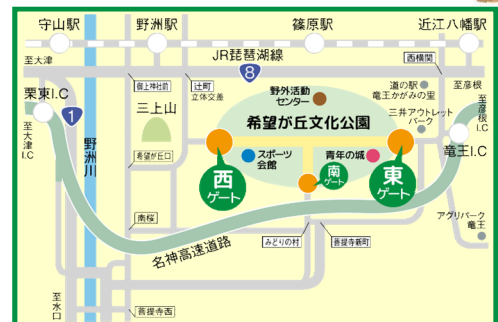 守山駅
野洲駅
篠原駅
近江八幡駅
JR琵琶湖線
至大津
8
西横関
至彦根
栗東I.C
御上神社前
辻町
立体交差
野外活動
センター
道の駅
竜王かがみの里
三上山
希望が丘文化公園
三井アウトレット
パーク
至彦根I.C
1
至大津I.C
野洲川
希望が丘口
スポーツ
会館
青年の城
竜王I.C
西
ゲート
南
ゲート
東
ゲート
南桜
アグリパーク
竜王
みどりの村
菩提寺新町
名神高速道路
至水口
菩提寺西